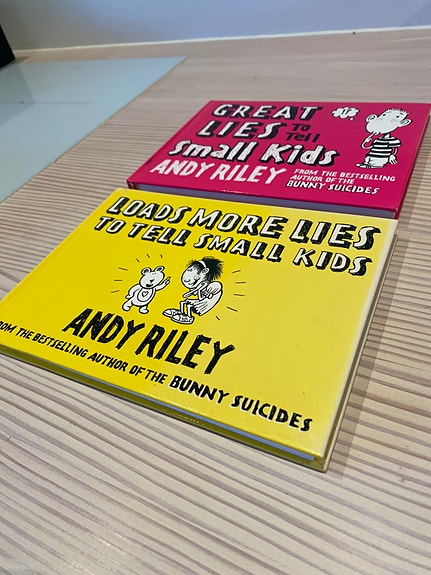 GREAT
LIES To
Tell
Small Kids
ANDY RILEY
FROM THE BESTSELLING
AUTHOR OF THE
BUNNY SUICIDES
LOADS MORE LIES
TO TELL SMALL KIDS
ANDY RILEY
FROM THE BESTSELLING AUTHOR OF THE BUNNY SUICIDES